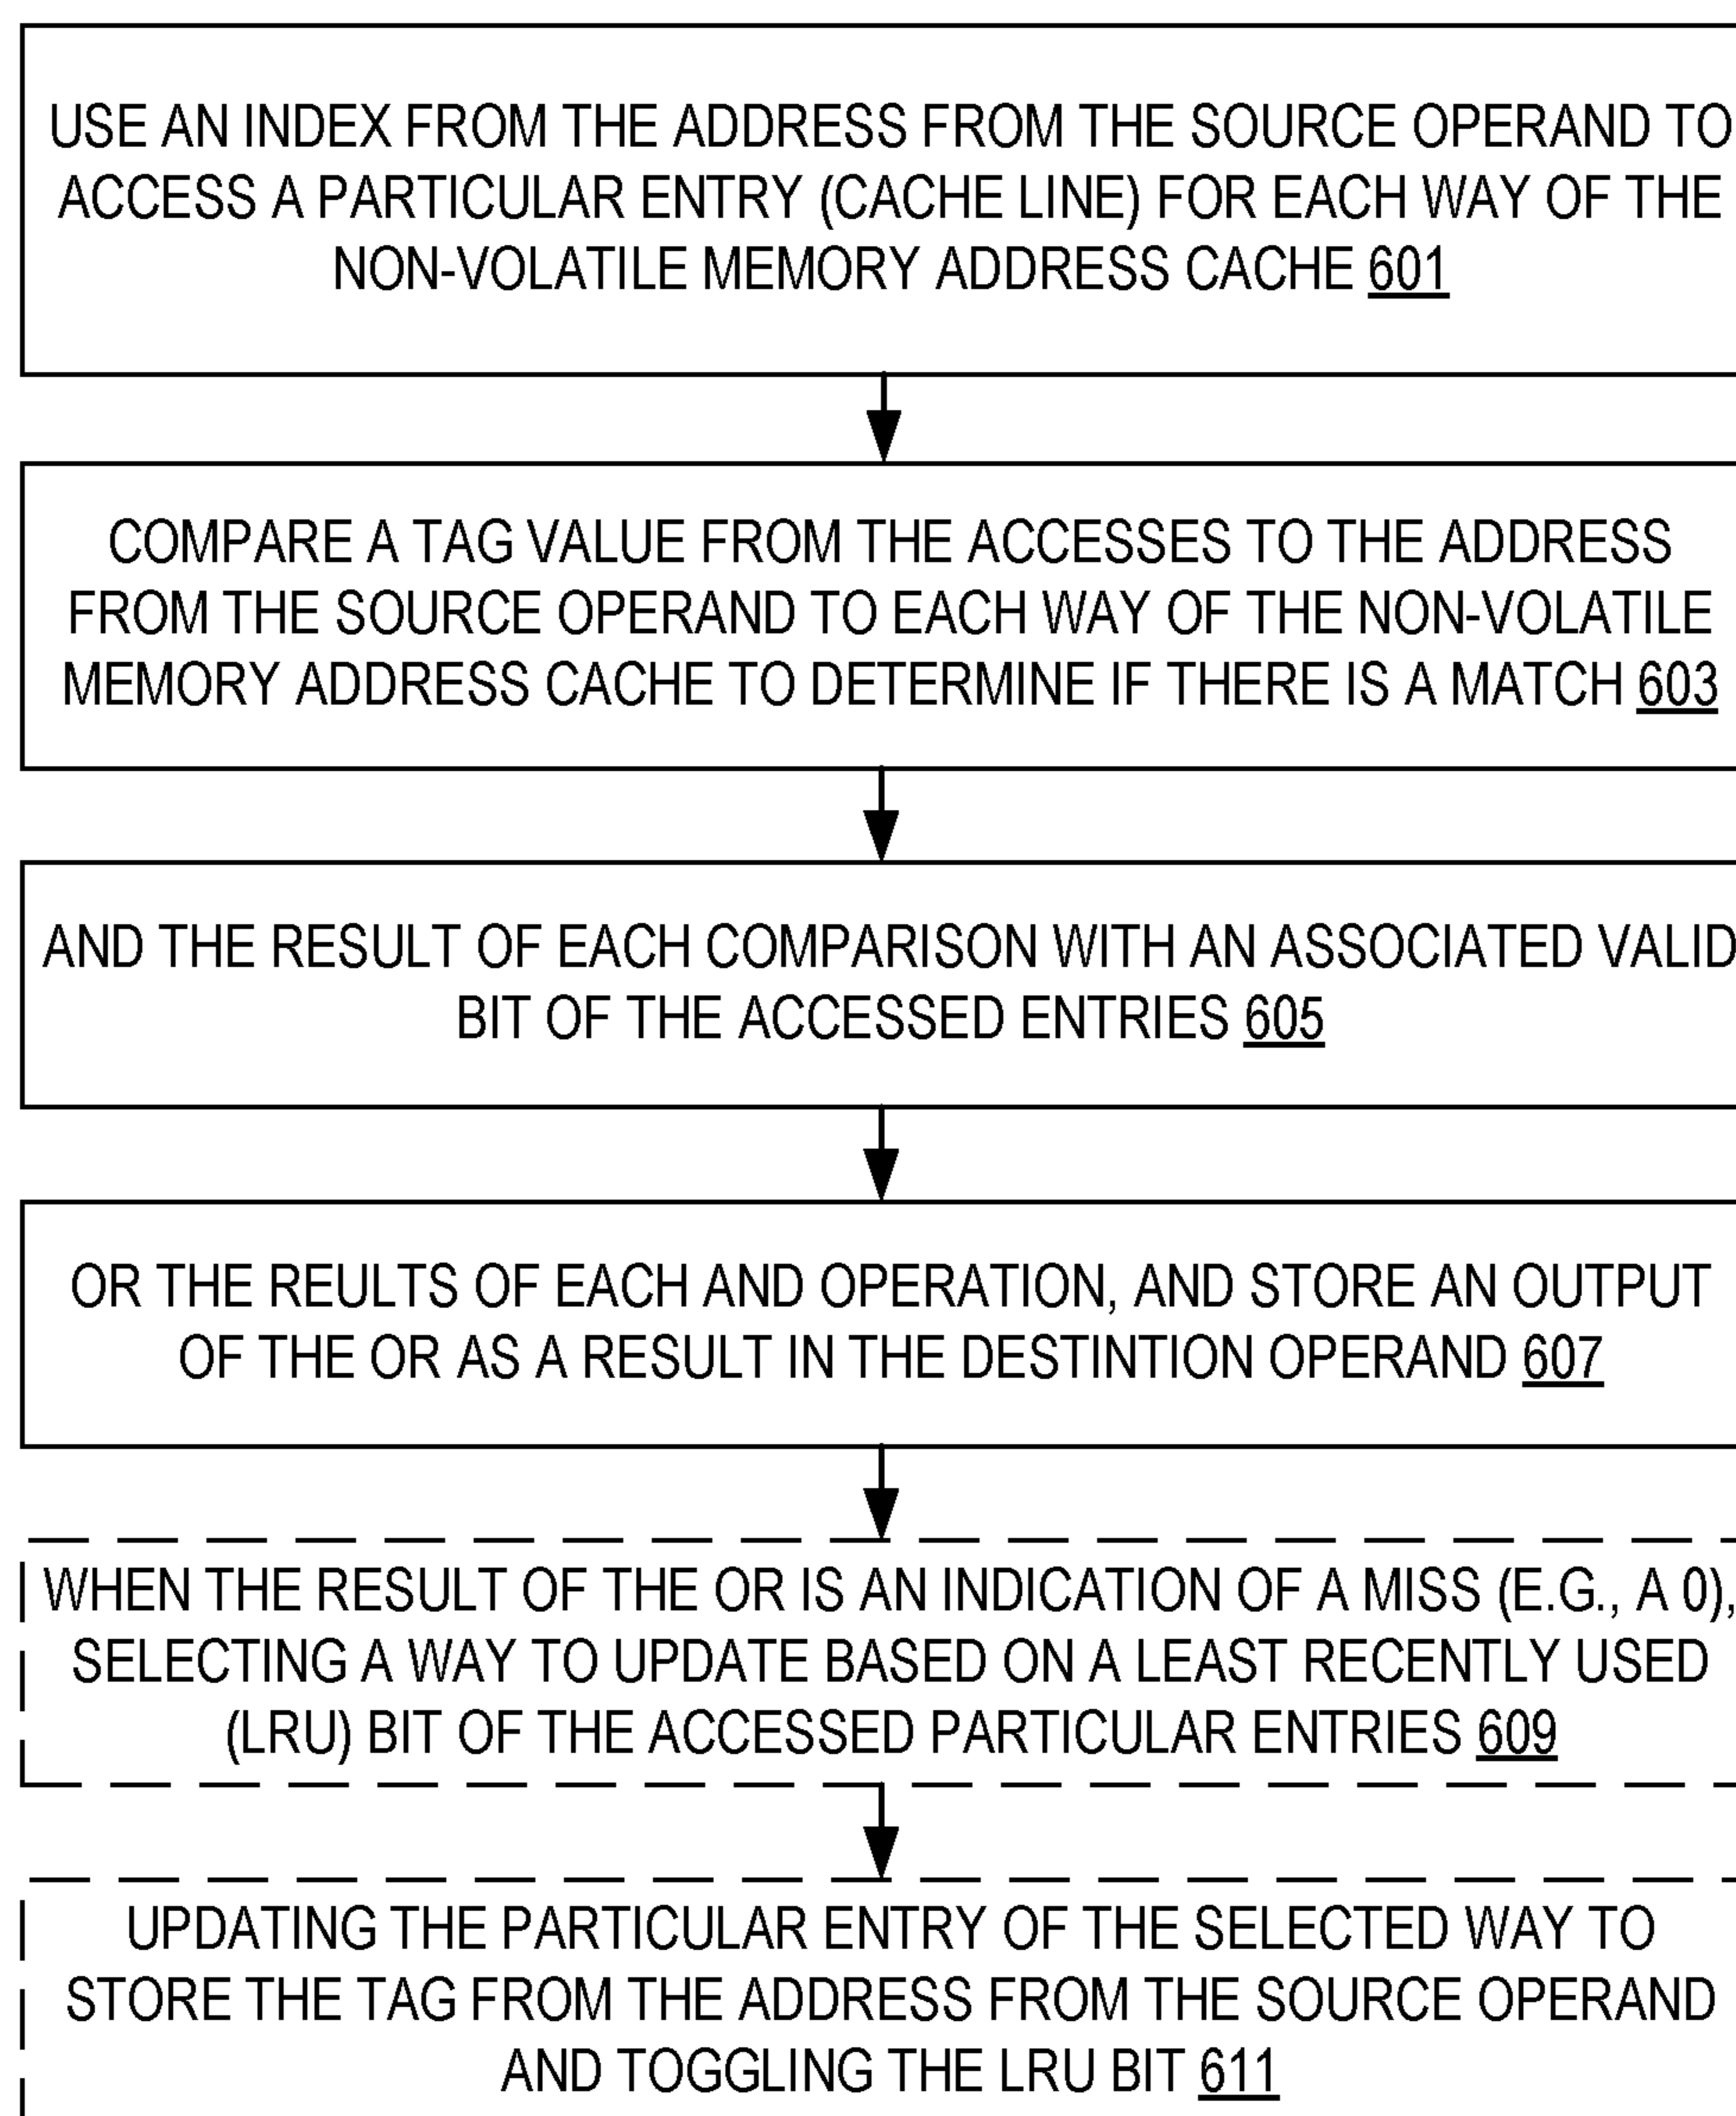 USE AN INDEX FROM THE ADDRESS FROM THE SOURCE OPERAND TO
ACCESS A PARTICULAR ENTRY (CACHE LINE) FOR EACH WAY OF THE
NON-VOLATILE MEMORY ADDRESS CACHE 601
COMPARE A TAG VALUE FROM THE ACCESSES TO THE ADDRESS
FROM THE SOURCE OPERAND TO EACH WAY OF THE NON-VOLATILE
MEMORY ADDRESS CACHE TO DETERMINE IF THERE IS A MATCH 603
AND THE RESULT OF EACH COMPARISON WITH AN ASSOCIATED VALID
BIT OF THE ACCESSED ENTRIES 605
OR THE REULTS OF EACH AND OPERATION, AND STORE AN OUTPUT
OF THE OR AS A RESULT IN THE DESTINTION OPERAND 607
WHEN THE RESULT OF THE OR IS AN INDICATION OF A MISS (E.G., A 0),
SELECTING A WAY TO UPDATE BASED ON A LEAST RECENTLY USED
(LRU) BIT OF THE ACCESSED PARTICULAR ENTRIES 609
UPDATING THE PARTICULAR ENTRY OF THE SELECTED WAY TO
STORE THE TAG FROM THE ADDRESS FROM THE SOURCE OPERAND
AND TOGGLING THE LRU BIT 611